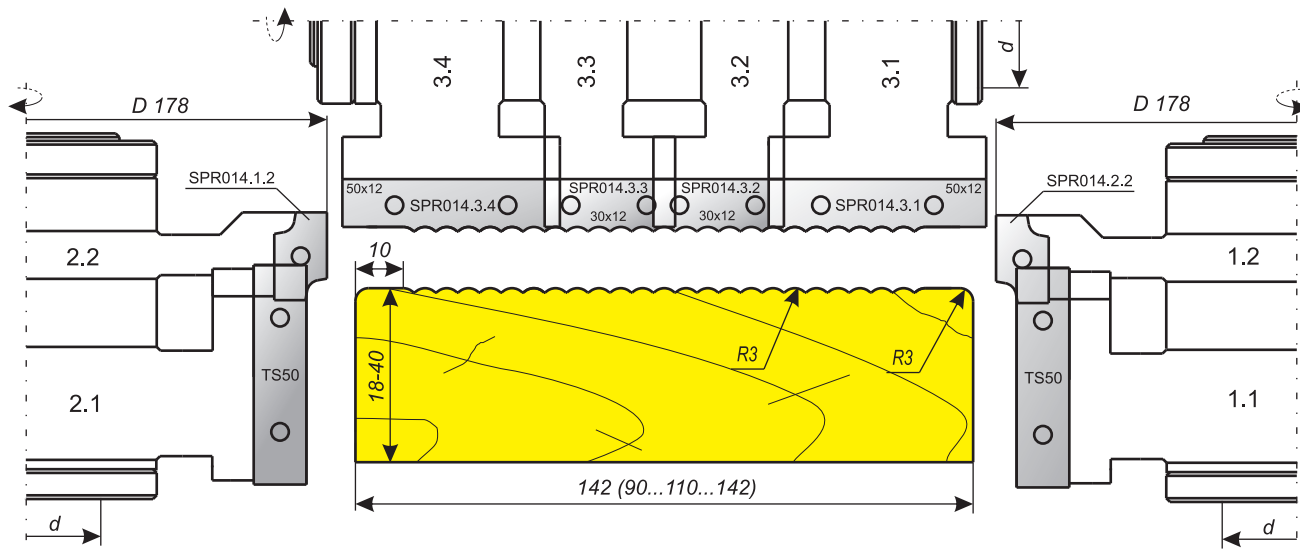 3.4
3.3
3.2
3.1
d
D 178
D 178
SPR014.1.2
SPR014.2.2
50x12
SPR014.3.4
SPR014.3.3
30x12
SPR014.3.2
30x12
SPR014.3.1
50x12
2.2
1.2
10
TS50
2.1
18-40
R3
R3
TS50
1.1
142 (90...110...142)
d
d